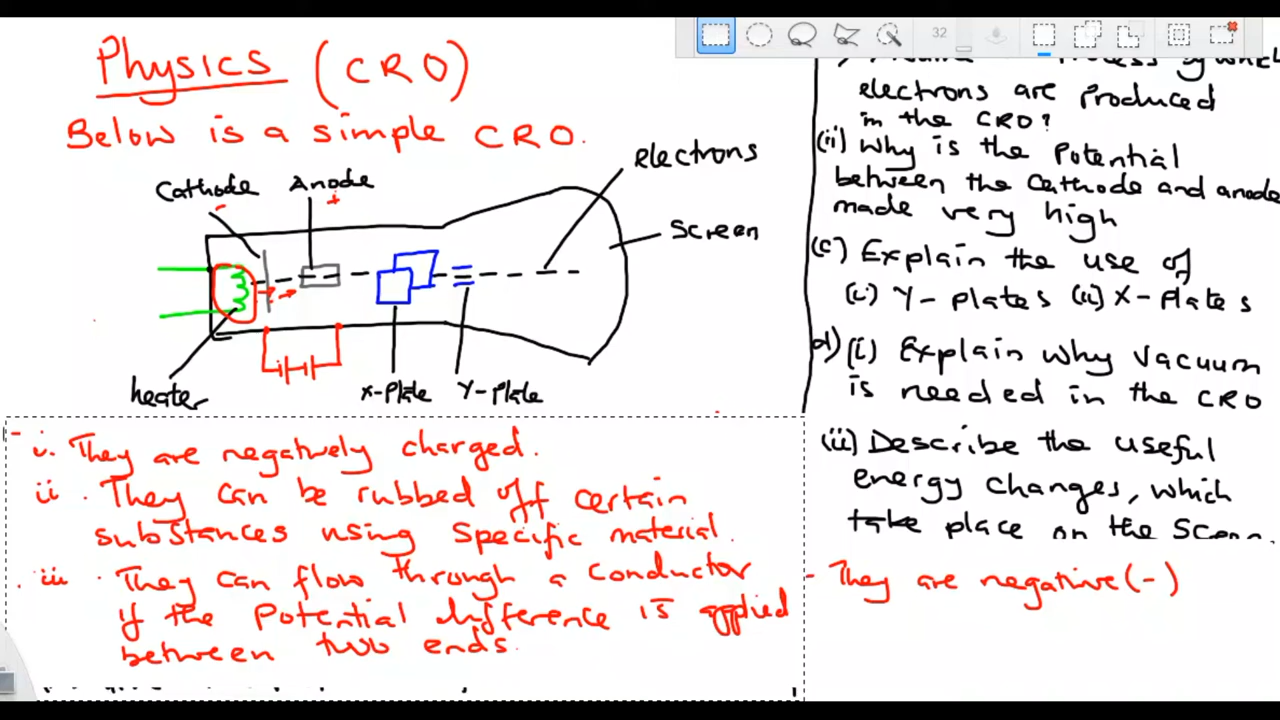 32
Physics (CRO)
Below is a simple CRO.
electrons
Cathode
Anode
-
+
Screen
heater
X-Plate
Y-Plate
i. They are negatively charged.
ii. They can be rubbed off certain
substances using specific material.
iii. They can flow through a conductor
if the Potential difference is applied
between two ends.
which
electrons are produced
in the CRO?
(ii) Why is the Potential
between the Cathode and anode
made very high
(c) Explain the use of
(i) Y-plates (ii) X-Plates
d) (i) Explain why vacuum
is needed in the CRO
(ii) Describe the useful
energy changes, which
take place on the Screen.
- They are negative (-)